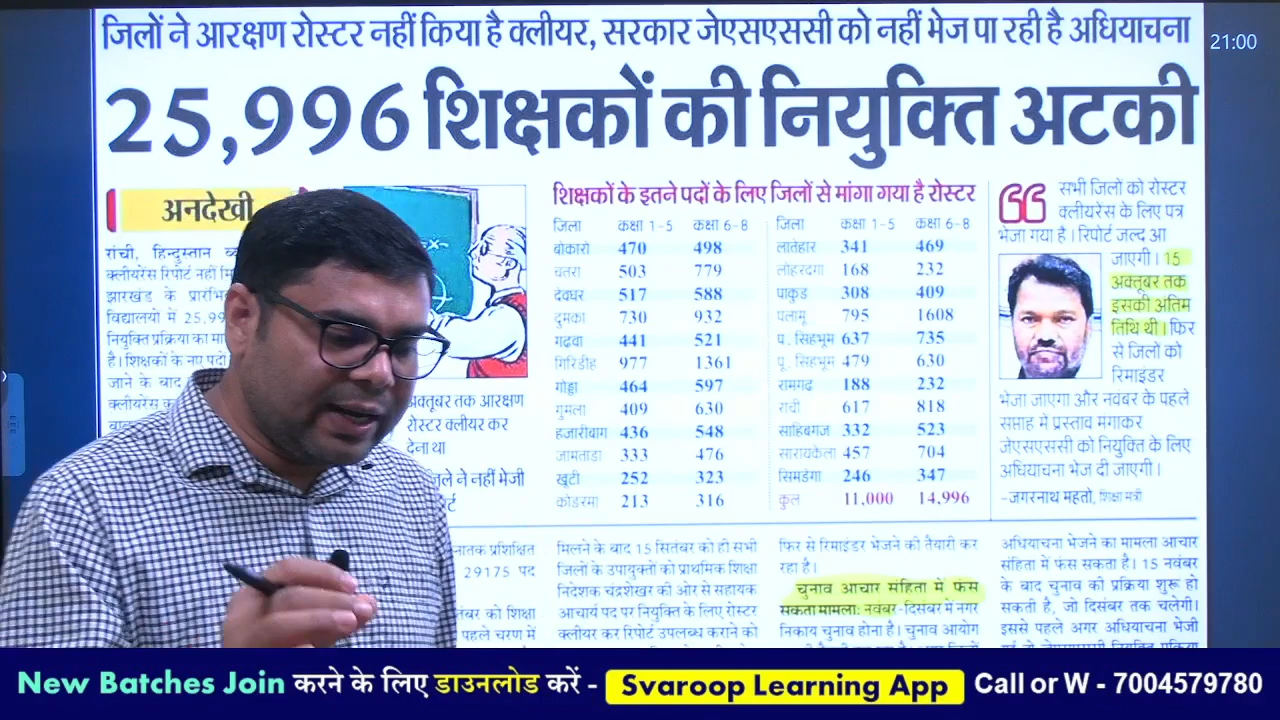 जिलों ने आरक्षण रोस्टर नहीं किया है क्लीयर, सरकार जेएसएससी को नहीं भेज पा रही है अधियाचना
21:00
25,996 शिक्षकों की नियुक्ति अटकी
अनदेखी
रांची, हिन्दुस्तान
क्लीयरेंस रिपोर्ट नहीं
झारखंड के
विद्यालयों में
नियुक्ति प्रक्रिया का
है। शिक्षकों के नए पदों
जाने के बाद
क्लीयरेंस
अक्तूबर तक आरक्षण
रोस्टर क्लीयर कर
देना था
ने नहीं भेजी
शिक्षकों के इतने पदों के लिए जिलों से मांगा गया है रोस्टर
जिला कक्षा 1-5 कक्षा 6-8
बोकारो 470 498
चतरा 503 779
देवघर 517 588
दुमका 730 932
गढ़वा 441 521
गिरिडीह 977 1361
गोड्डा 464 597
गुमला 409 630
हजारीबाग 436 548
जामताड़ा 333 476
खूंटी 252 323
कोडरमा 213 316
जिला कक्षा 1-5 कक्षा 6-8
लातेहार 341 469
लोहरदगा 168 232
पाकुड़ 308 409
पलामू 795 1608
प. सिंहभूम 637 735
पू. सिंहभूम 479 630
रामगढ़ 188 232
रांची 617 818
साहिबगंज 332 523
सरायकेला 457 704
सिमडेगा 246 347
कुल 11,000 14,996
सभी जिलों को रोस्टर
क्लीयरेंस के लिए पत्र
भेजा गया है। रिपोर्ट जल्द आ
जाएगी। 15
अक्तूबर तक
इसकी अंतिम
तिथि थी। फिर
से जिलों को
रिमाइंडर
भेजा जाएगा और नवंबर के पहले
सप्ताह में प्रस्ताव मंगाकर
जेएसएससी को नियुक्ति के लिए
अधियाचना भेज दी जाएगी।
-जगरनाथ महतो, शिक्षा मंत्री
प्रशिक्षित
29175 पद
को शिक्षा
पहले चरण में
मिलने के बाद 15 सितंबर को ही सभी
जिलों के उपायुक्तों को प्राथमिक शिक्षा
निदेशक चंद्रशेखर की ओर से सहायक
आचार्य पद पर नियुक्ति के लिए रोस्टर
क्लीयर कर रिपोर्ट उपलब्ध कराने को
फिर से रिमाइंडर भेजने की तैयारी कर
रहा है।
चुनाव आचार संहिता में फंस
सकता मामला: नवंबर-दिसंबर में नगर
निकाय चुनाव होना है। चुनाव आयोग
अधियाचना भेजने का मामला आचार
संहिता में फंस सकता है। 15 नवंबर
के बाद चुनाव की प्रक्रिया शुरू हो
सकती है, जो दिसंबर तक चलेगी।
इससे पहले अगर अधियाचना भेजी
New Batches Join करने के लिए डाउनलोड करें - Svaroop Learning App Call or W - 7004579780